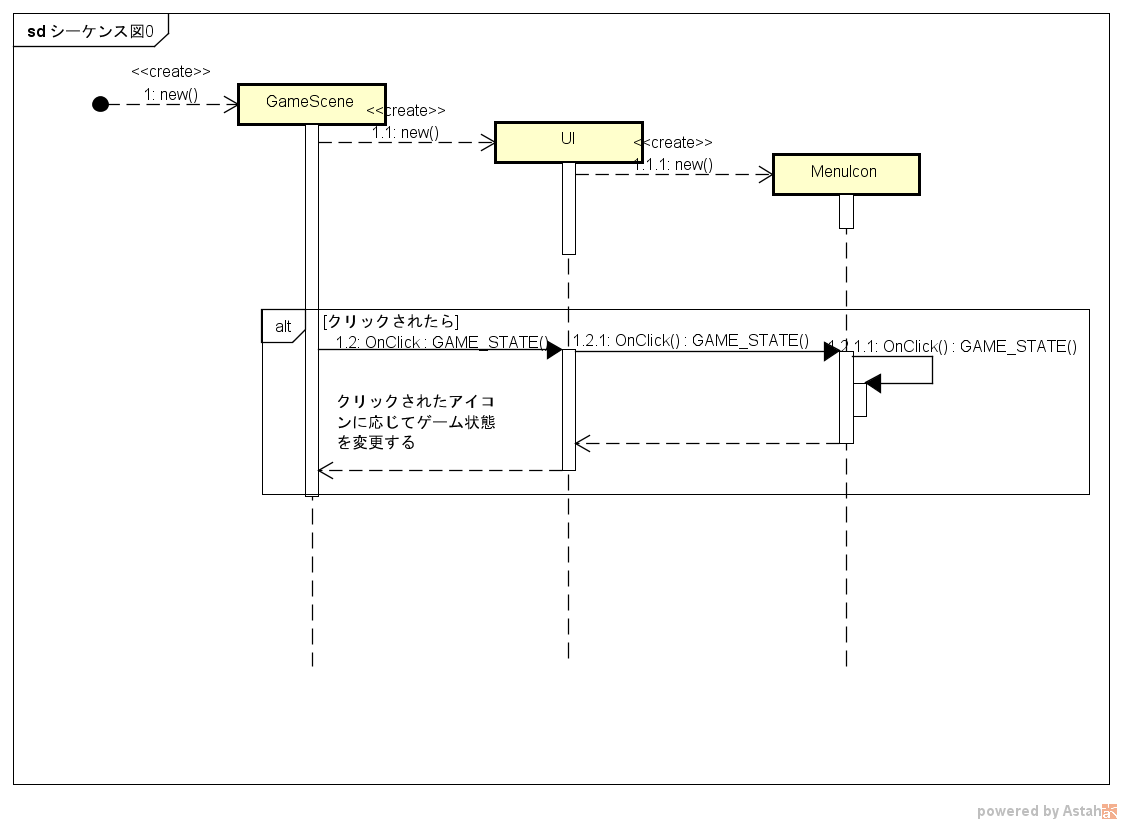 sd シーケンス図0
<<create>>
1: new()
GameScene
<<create>>
1.1: new()
UI
<<create>>
1.1.1: new()
MenuIcon
alt
[クリックされたら]
1.2: OnClick : GAME_STATE()
1.2.1: OnClick() : GAME_STATE()
1.2.1.1: OnClick() : GAME_STATE()
クリックされたアイコ
ンに応じてゲーム状態
を変更する
powered by Astah